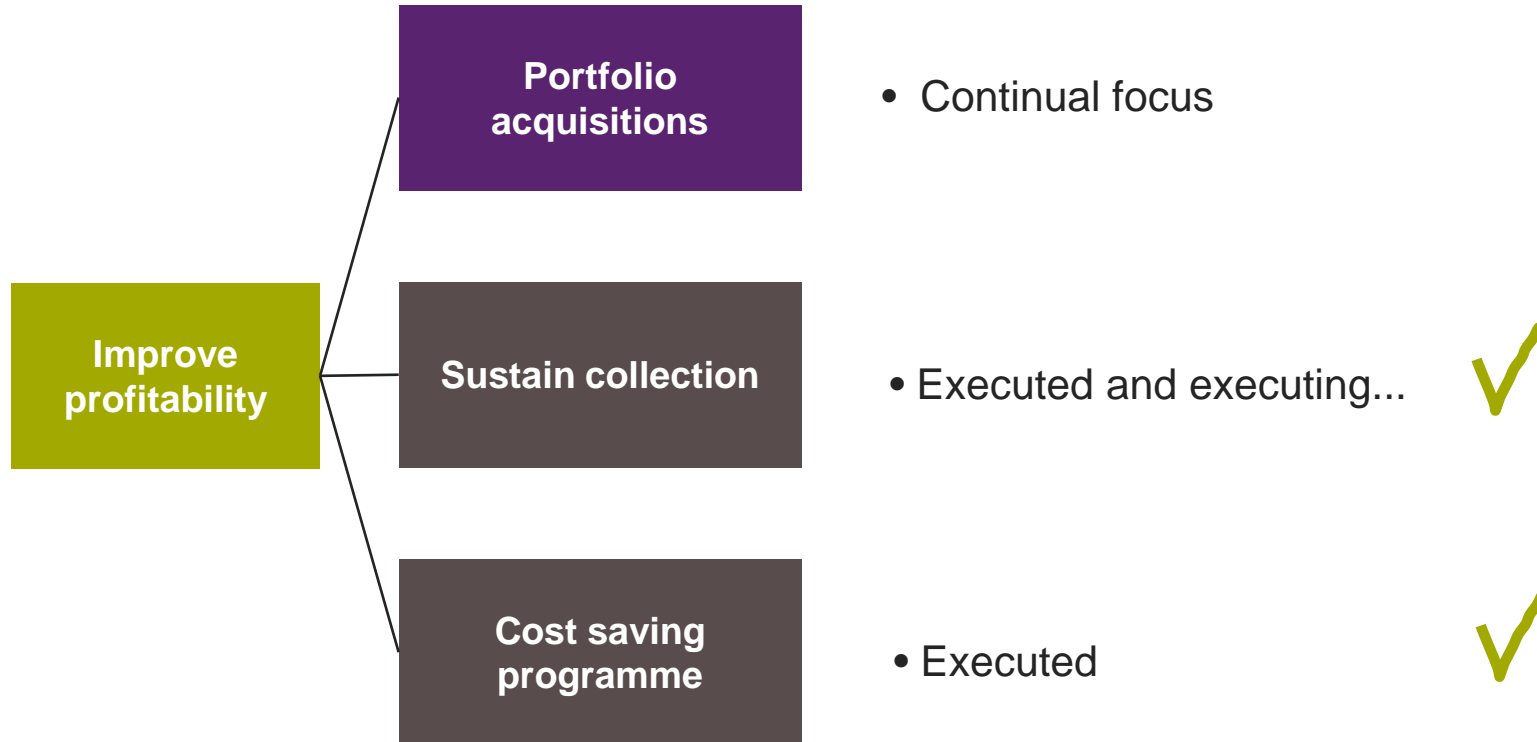 Portfolio
acquisitions
• Continual focus
Improve
profitability
Sustain collection
• Executed and executing...
Cost saving
programme
• Executed